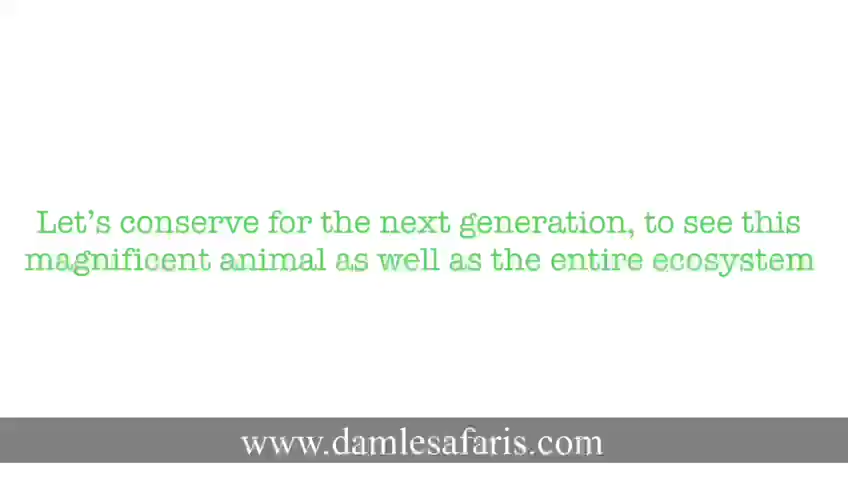 Let’s conserve for the next generation, to see this
magnificent animal as well as the entire ecosystem
www.damlesafaris.com